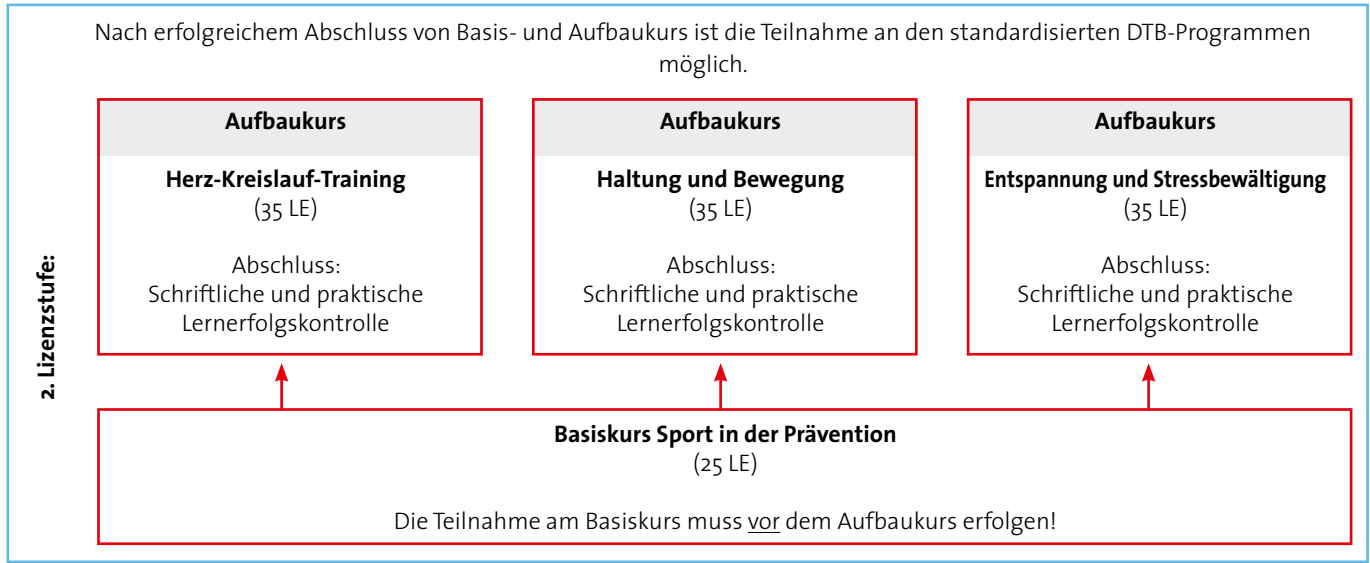 Nach erfolgreichem Abschluss von Basis- und Aufbaukurs ist die Teilnahme an den standardisierten DTB-Programmen
möglich.
2. Lizenzstufe:
Aufbaukurs
Herz-Kreislauf-Training
(35 LE)
Abschluss:
Schriftliche und praktische
Lernerfolgskontrolle
Aufbaukurs
Haltung und Bewegung
(35 LE)
Abschluss:
Schriftliche und praktische
Lernerfolgskontrolle
Aufbaukurs
Entspannung und Stressbewältigung
(35 LE)
Abschluss:
Schriftliche und praktische
Lernerfolgskontrolle
Basiskurs Sport in der Prävention
(25 LE)
Die Teilnahme am Basiskurs muss vor dem Aufbaukurs erfolgen!